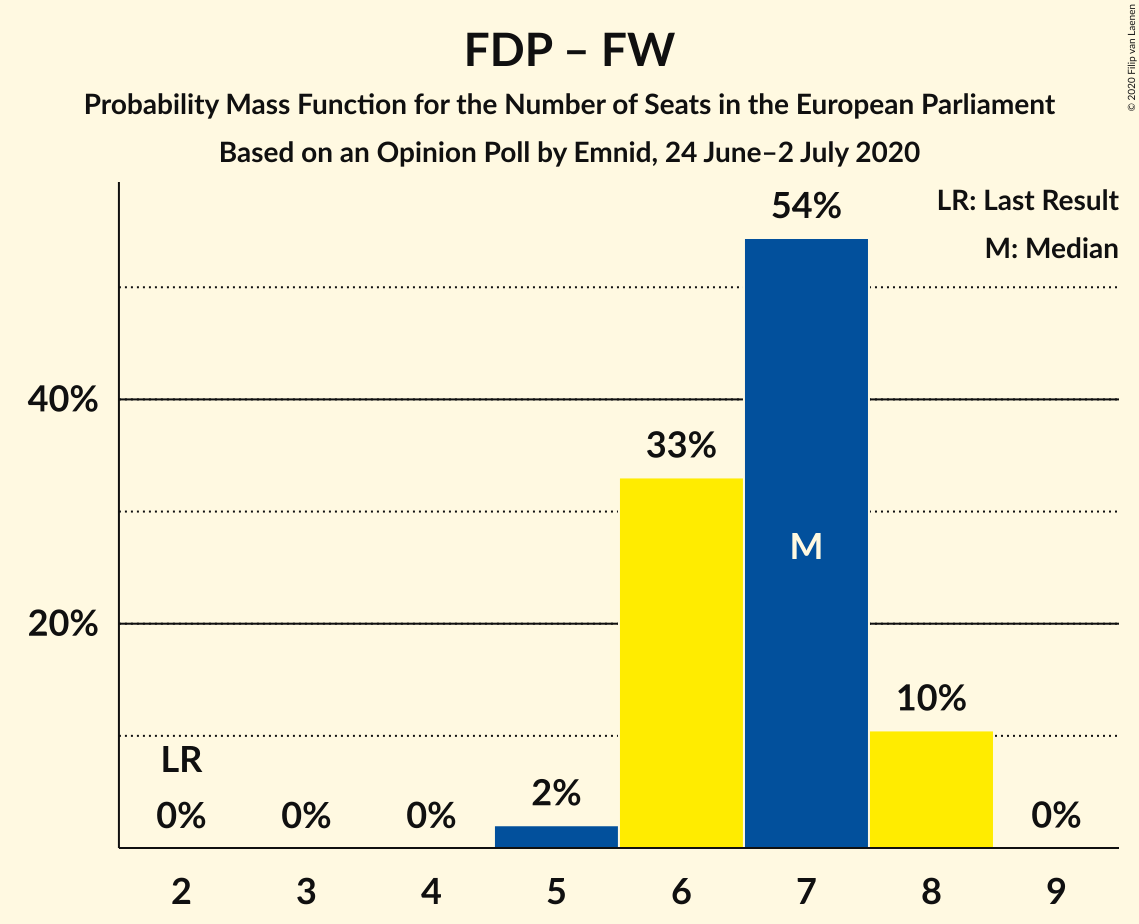 FDP – FW
Probability Mass Function for the Number of Seats in the European Parliament
Based on an Opinion Poll by Emnid, 24 June–2 July 2020
© 2020 Filip van Laenen
LR: Last Result
M: Median
54%
40%
33%
M
20%
10%
LR
2%
0%
0%
0%
0%
2
3
4
5
6
7
8
9